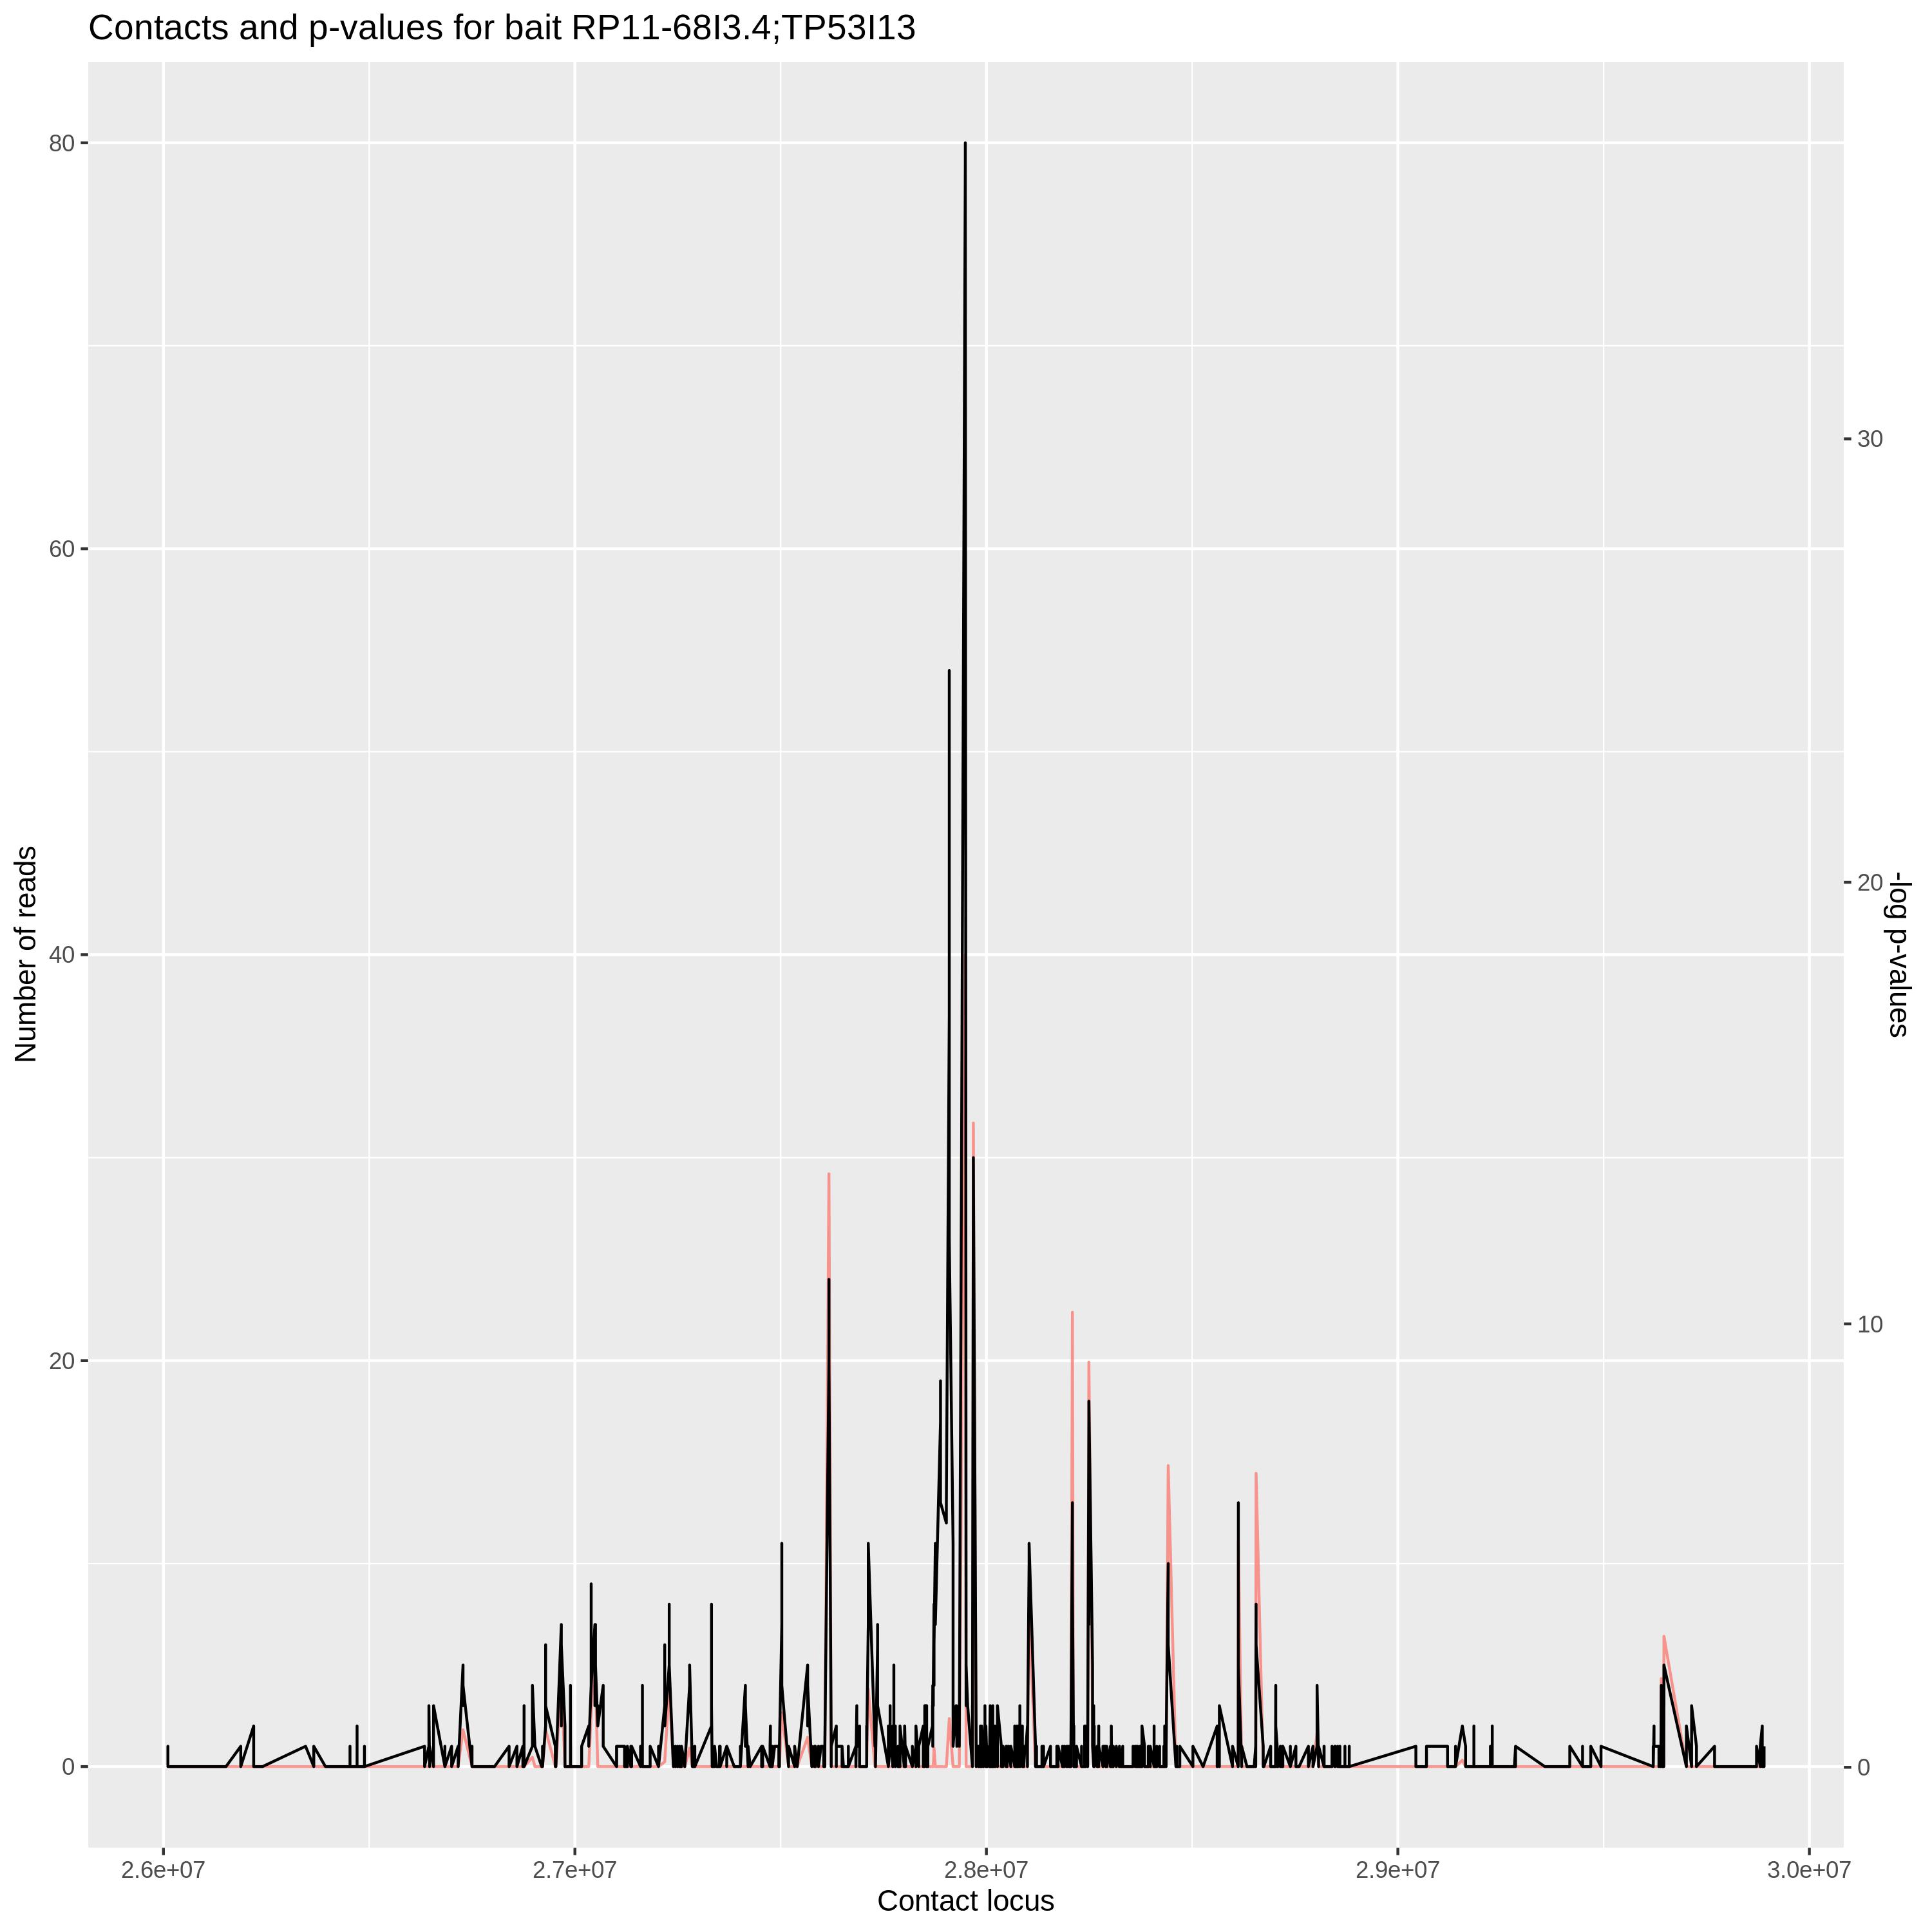 Contacts and p-values for bait RP11-68I3.4;TP53I13
80
60
40
20
0
30
20
10
0
Number of reads
-log p-values
2.6e+07 2.7e+07 2.8e+07 2.9e+07 3.0e+07
Contact locus